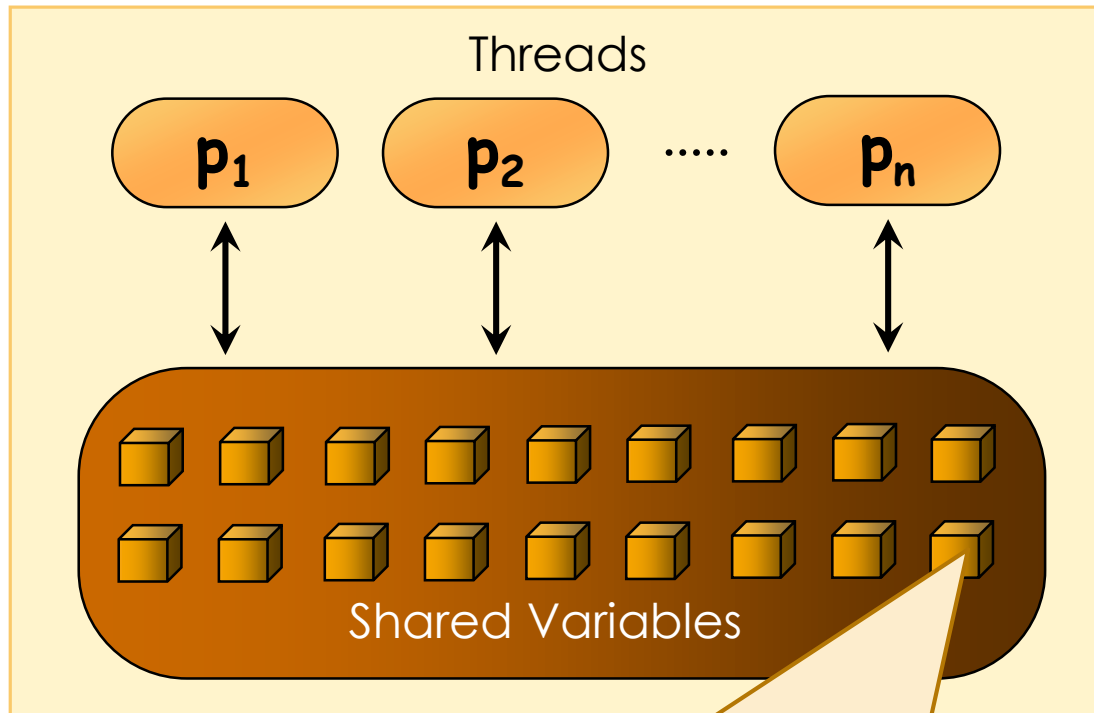 Threads
p₁ p₂ ..... pₙ
Shared Variables